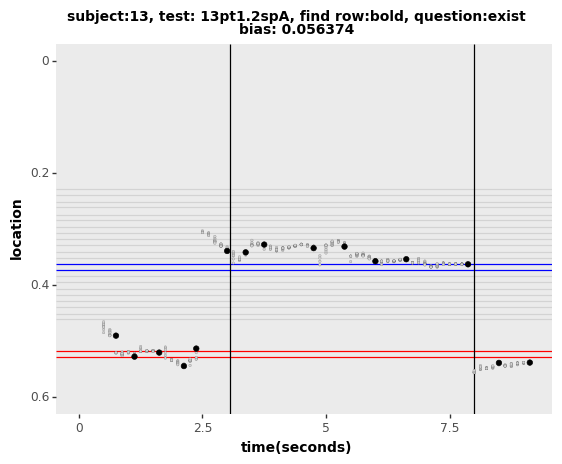 subject:13, test: 13pt1.2spA, find row:bold, question:exist
bias: 0.056374
0
0.2
0.4
0.6
location
0 2.5 5 7.5
time(seconds)